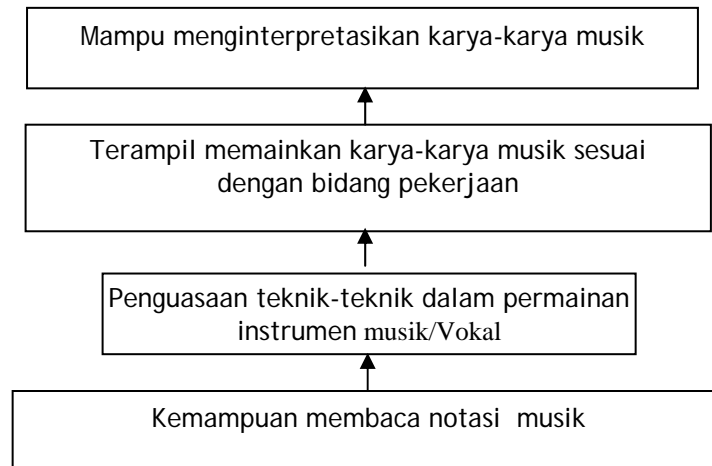 Mampu menginterpretasikan karya-karya musik
Terampil memainkan karya-karya musik sesuai
dengan bidang pekerjaan
Penguasaan teknik-teknik dalam permainan
instrumen musik/Vokal
Kemampuan membaca notasi musik